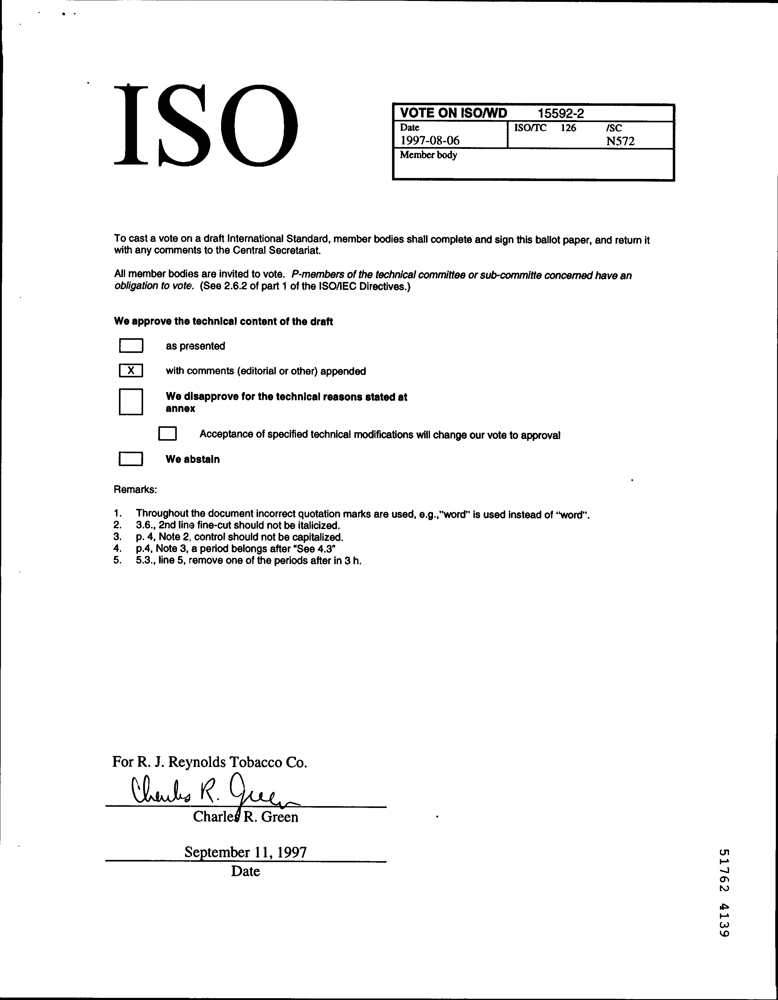 ISO
VOTE ON ISO/WD 15592-2
Date ISO/TC 126 /SC
1997-08-06 N572
Member body
To cast a vote on a draft International Standard, member bodies shall complete and sign this ballot paper, and return it
with any comments to the Central Secretariat.
All member bodies are invited to vote. P-members of the technical committee or sub-committe concerned have an
obligation to vote. (See 2.6.2 of part 1 of the ISO/IEC Directives.)
We approve the technical content of the draft
as presented
X with comments (editorial or other) appended
We disapprove for the technical reasons stated at
annex
Acceptance of specified technical modifications will change our vote to approval
We abstain
Remarks:
1. Throughout the document incorrect quotation marks are used, e.g.,"word" is used instead of "word".
2. 3.6., 2nd line fine-cut should not be italicized.
3. p. 4, Note 2, control should not be capitalized.
4. p.4, Note 3, a period belongs after "See 4.3"
5. 5.3., line 5, remove one of the periods after in 3 h.
For R. J. Reynolds Tobacco Co.
Charles R. Green
Charles R. Green
September 11, 1997
Date
51762 4139